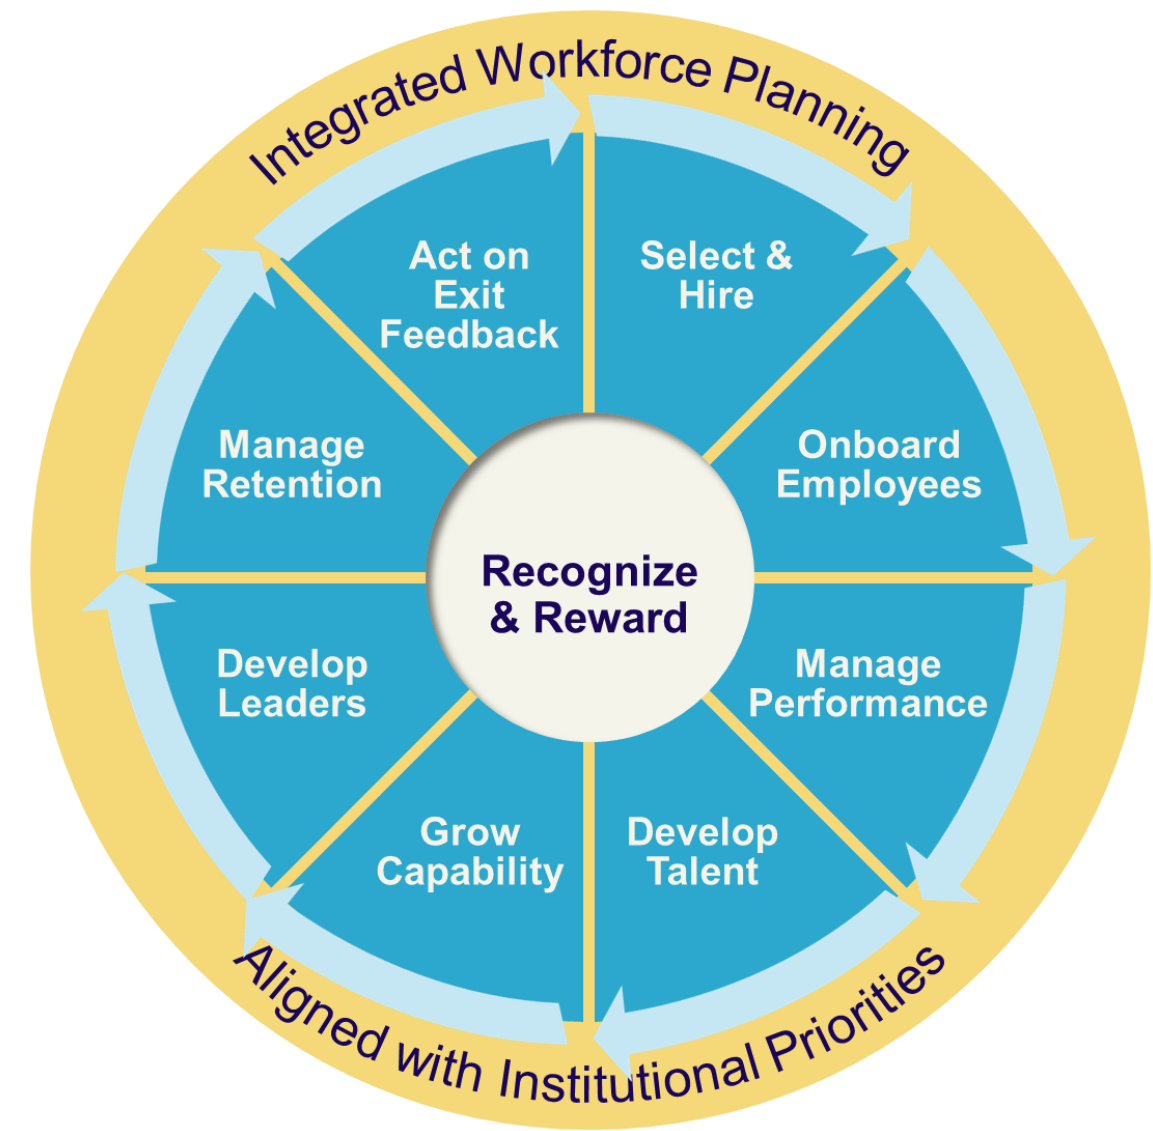 Integrated Workforce Planning
Select &
Hire
Onboard
Employees
Manage
Performance
Develop
Talent
Grow
Capability
Develop
Leaders
Manage
Retention
Act on
Exit
Feedback
Recognize
& Reward
Aligned with Institutional Priorities